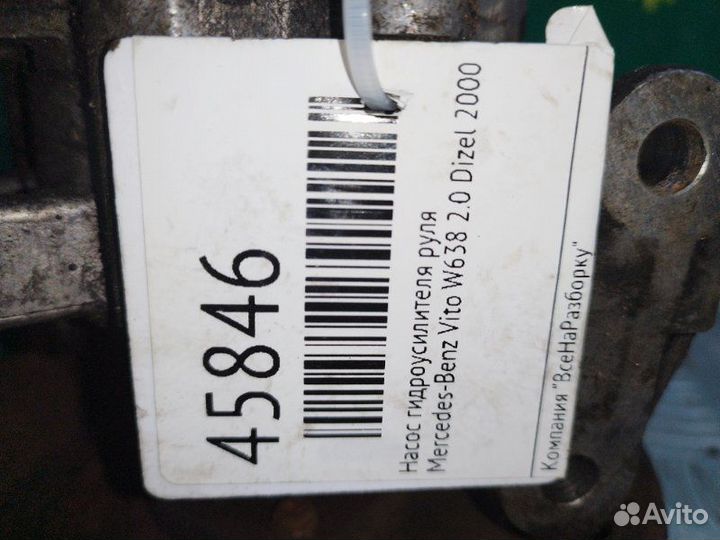 45846
Насос гидроусилителя руля
Mercedes-Benz Vito W638 2.0 Dizel 2000
Компания "ВсеНаРазборку"
Avito